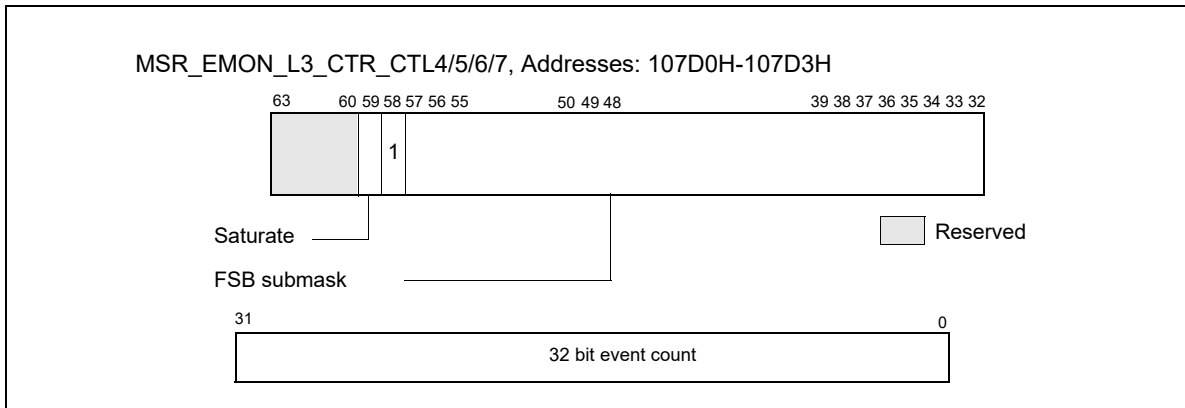 MSR_EMON_L3_CTR_CTL4/5/6/7, Addresses: 107D0H-107D3H
63 60 59 58 57 56 55 50 49 48 39 38 37 36 35 34 33 32
1
Saturate
Reserved
FSB submask
31 0
32 bit event count